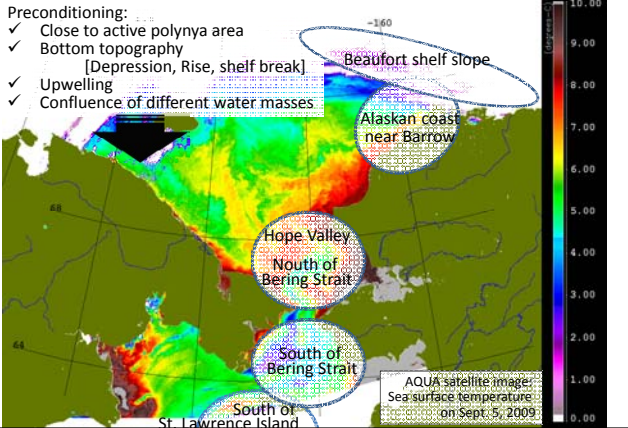 Preconditioning:
✓ Close to active polynya area
✓ Bottom topography
[Depression, Rise, shelf break]
✓ Upwelling
✓ Confluence of different water masses
-160
Beaufort shelf slope
Alaskan coast
near Barrow
68
Hope Valley
Nouth of
Bering Strait
64
South of
Bering Strait
South of
St. Lawrence Island
AQUA satellite image:
Sea surface temperature
on Sept. 5, 2009
(degrees-C)
10.00
9.00
8.00
7.00
6.00
5.00
4.00
3.00
2.00
1.00
0.00